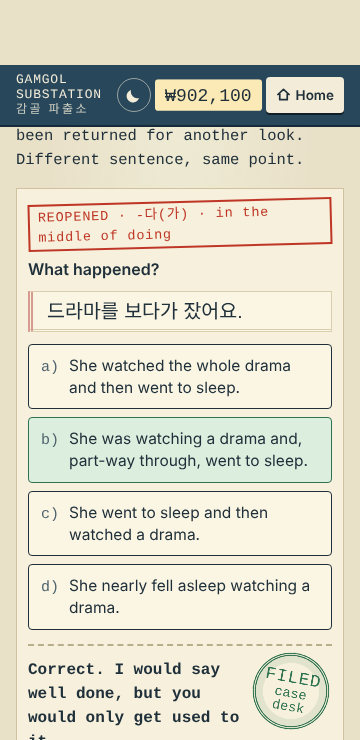 GAMGOL
SUBSTATION
감골 파출소
₩902,100
Home
been returned for another look.
Different sentence, same point.
REOPENED · -다(가) · in the
middle of doing
What happened?
드라마를 보다가 잤어요.
a) She watched the whole drama
and then went to sleep.
b) She was watching a drama and,
part-way through, went to sleep.
c) She went to sleep and then
watched a drama.
d) She nearly fell asleep watching a
drama.
Correct. I would say
well done, but you
would only get used to
it.
FILED
case
desk